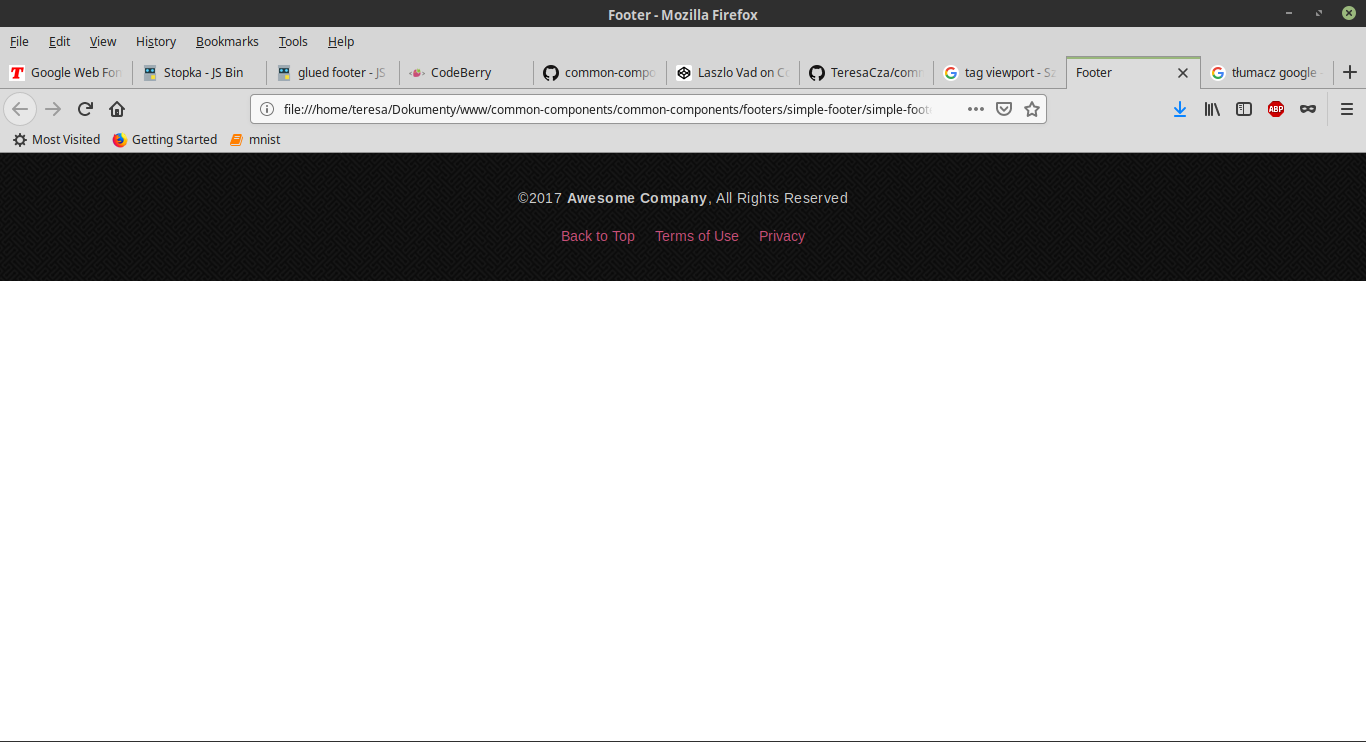 Footer - Mozilla Firefox
File Edit View History Bookmarks Tools Help
Google Web Fon Stopka - JS Bin glued footer - JS CodeBerry common-compo Laszlo Vad on Co TeresaCza/comm tag viewport - Sz Footer tłumacz google -
file:///home/teresa/Dokumenty/www/common-components/common-components/footers/simple-footer/simple-foote
ABP
Most Visited Getting Started mnist
©2017 Awesome Company, All Rights Reserved
Back to Top Terms of Use Privacy